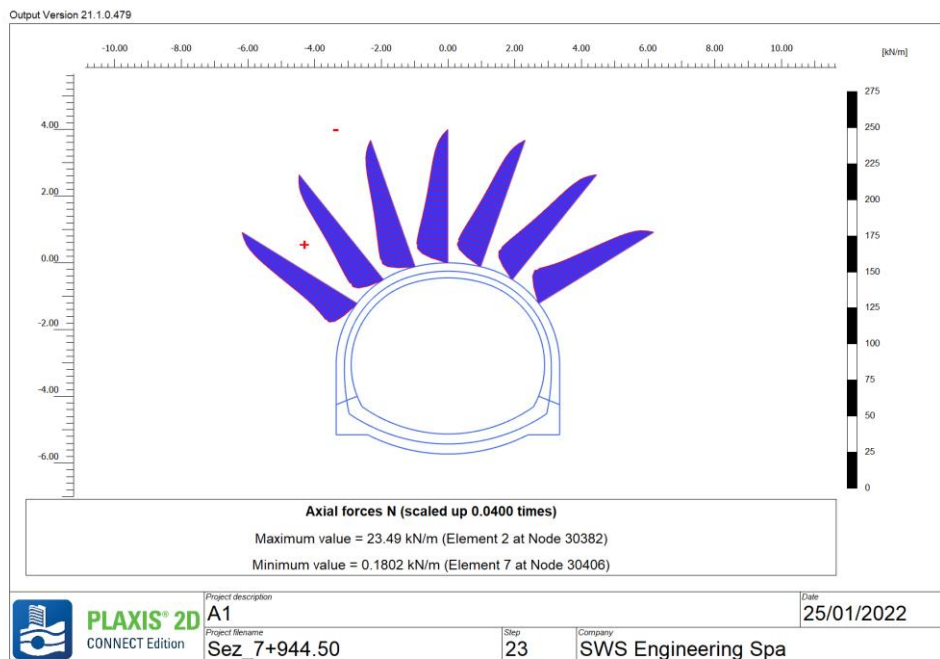 Output Version 21.1.0.479
-10.00 -8.00 -6.00 -4.00 -2.00 0.00 2.00 4.00 6.00 8.00 10.00
[kN/m]
275
4.00
-
250
225
2.00
200
+
175
0.00
150
125
-2.00
100
75
-4.00
50
25
-6.00
0
Axial forces N (scaled up 0.0400 times)
Maximum value = 23.49 kN/m (Element 2 at Node 30382)
Minimum value = 0.1802 kN/m (Element 7 at Node 30406)
PLAXIS® 2D
CONNECT Edition
Project description
A1
Date
25/01/2022
Project filename
Sez_7+944.50
Step
23
Company
SWS Engineering Spa